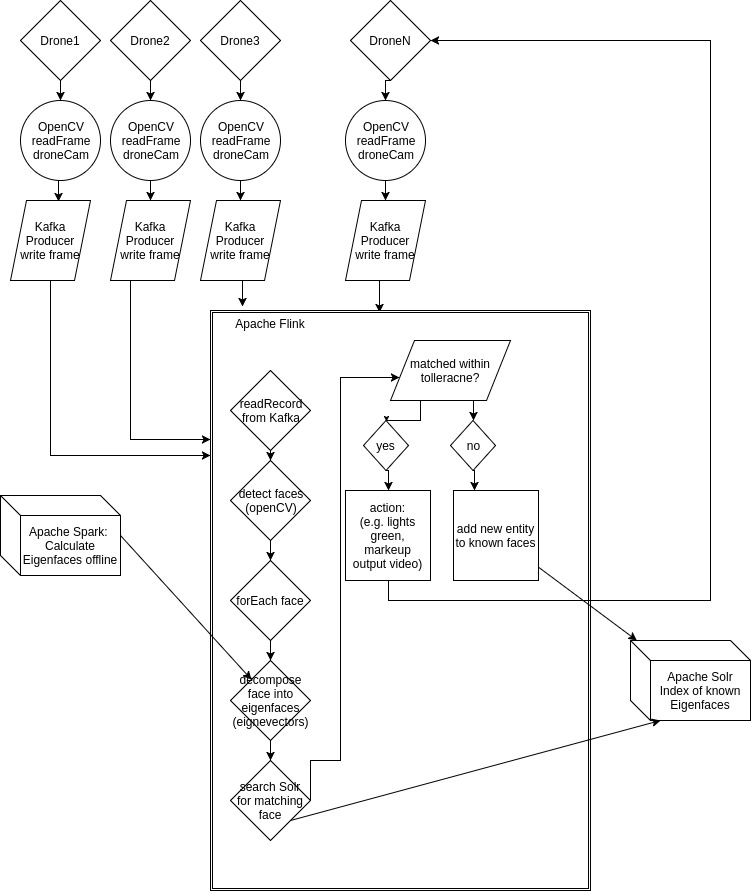 Drone1
Drone2
Drone3
DroneN
OpenCV
readFrame
droneCam
OpenCV
readFrame
droneCam
OpenCV
readFrame
droneCam
OpenCV
readFrame
droneCam
Kafka
Producer
write frame
Kafka
Producer
write frame
Kafka
Producer
write frame
Kafka
Producer
write frame
Apache Flink
readRecord
from Kafka
detect faces
(openCV)
forEach face
decompose
face into
eigenfaces
(eignevectors)
search Solr
for matching
face
matched within
tolleracne?
yes
no
action:
(e.g. lights
green,
markeup
output video)
add new entity
to known faces
Apache Spark:
Calculate
Eigenfaces offline
Apache Solr
Index of known
Eigenfaces